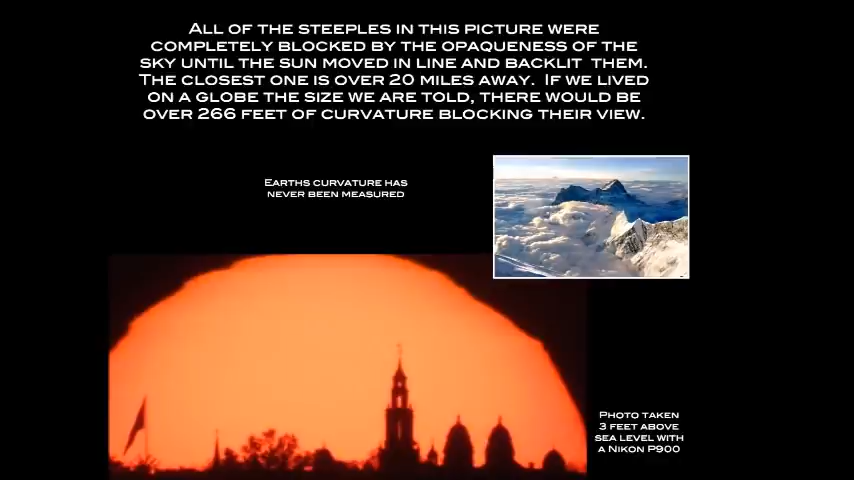 ALL OF THE STEEPLES IN THIS PICTURE WERE
COMPLETELY BLOCKED BY THE OPAQUENESS OF THE
SKY UNTIL THE SUN MOVED IN LINE AND BACKLIT THEM.
THE CLOSEST ONE IS OVER 20 MILES AWAY. IF WE LIVED
ON A GLOBE THE SIZE WE ARE TOLD, THERE WOULD BE
OVER 266 FEET OF CURVATURE BLOCKING THEIR VIEW.
EARTHS CURVATURE HAS
NEVER BEEN MEASURED
PHOTO TAKEN
3 FEET ABOVE
SEA LEVEL WITH
A NIKON P900